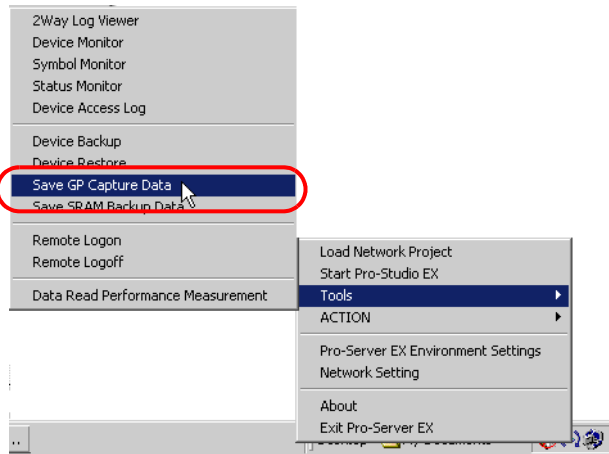 2Way Log Viewer
Device Monitor
Symbol Monitor
Status Monitor
Device Access Log
Device Backup
Device Restore
Save GP Capture Data
Save SRAM Backup Data
Remote Logon
Remote Logoff
Data Read Performance Measurement
Load Network Project
Start Pro-Studio EX
Tools
ACTION
Pro-Server EX Environment Settings
Network Setting
About
Exit Pro-Server EX
..